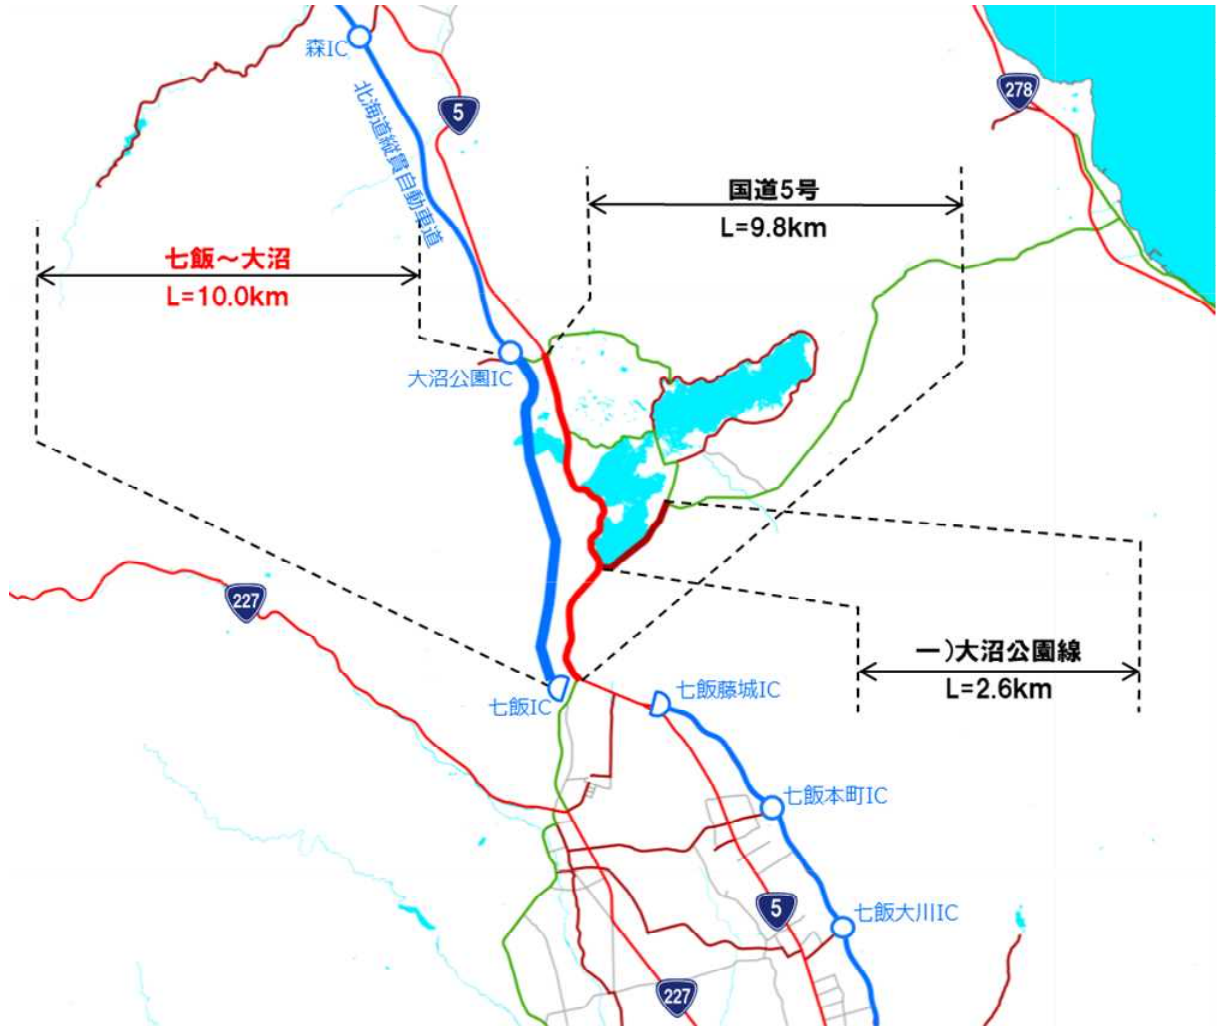 森IC
北海道縦貫自動車道
5
278
国道5号
L=9.8km
七飯～大沼
L=10.0km
大沼公園IC
227
一)大沼公園線
L=2.6km
七飯IC
七飯藤城IC
七飯本町IC
5
七飯大川IC
227